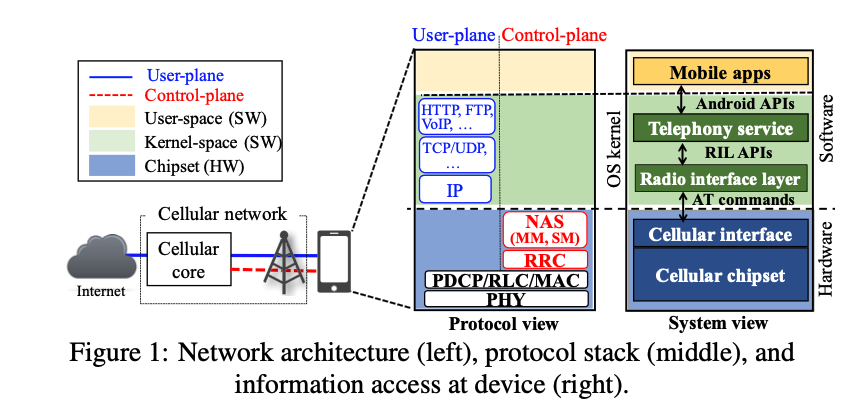 User-plane
Control-plane
User-space (SW)
Kernel-space (SW)
Chipset (HW)
Cellular network
Cellular
core
Internet
User-plane
Control-plane
HTTP, FTP,
VoIP, ...
TCP/UDP,
...
IP
NAS
(MM, SM)
RRC
PDCP/RLC/MAC
PHY
Protocol view
OS kernel
Mobile apps
Android APIs
Telephony service
RIL APIs
Radio interface layer
AT commands
Cellular interface
Cellular chipset
System view
Software
Hardware
Figure 1: Network architecture (left), protocol stack (middle), and
information access at device (right).